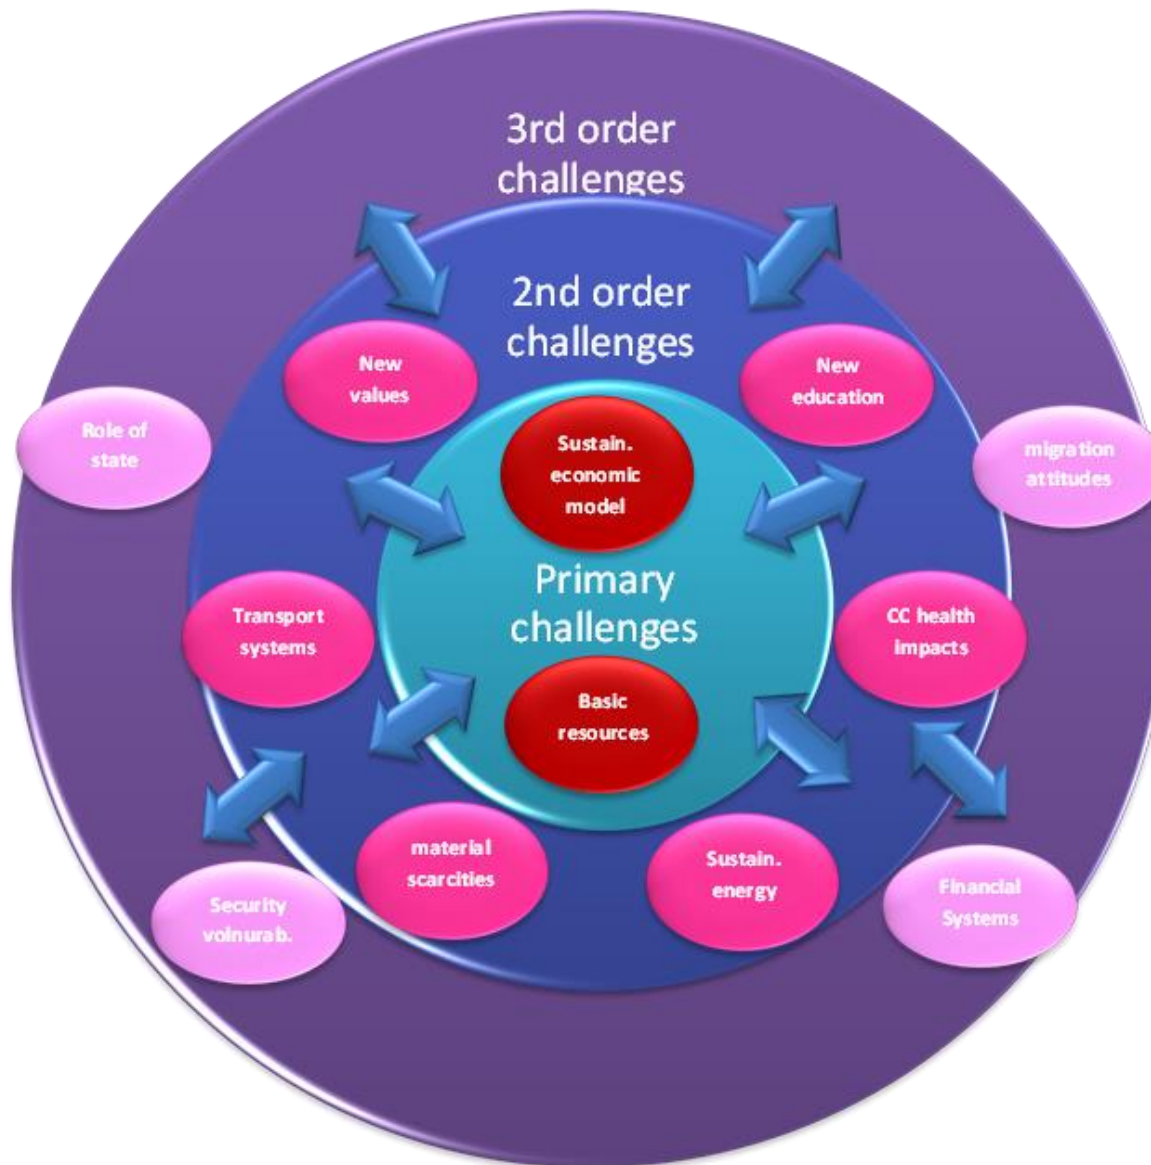 3rd order
challenges
2nd order
challenges
New
values
New
education
Role of
state
Sustain.
economic
model
migration
attitudes
Primary
challenges
Transport
systems
CC health
impacts
Basic
resources
material
scarcities
Sustain.
energy
Security
volnurab.
Financial
Systems